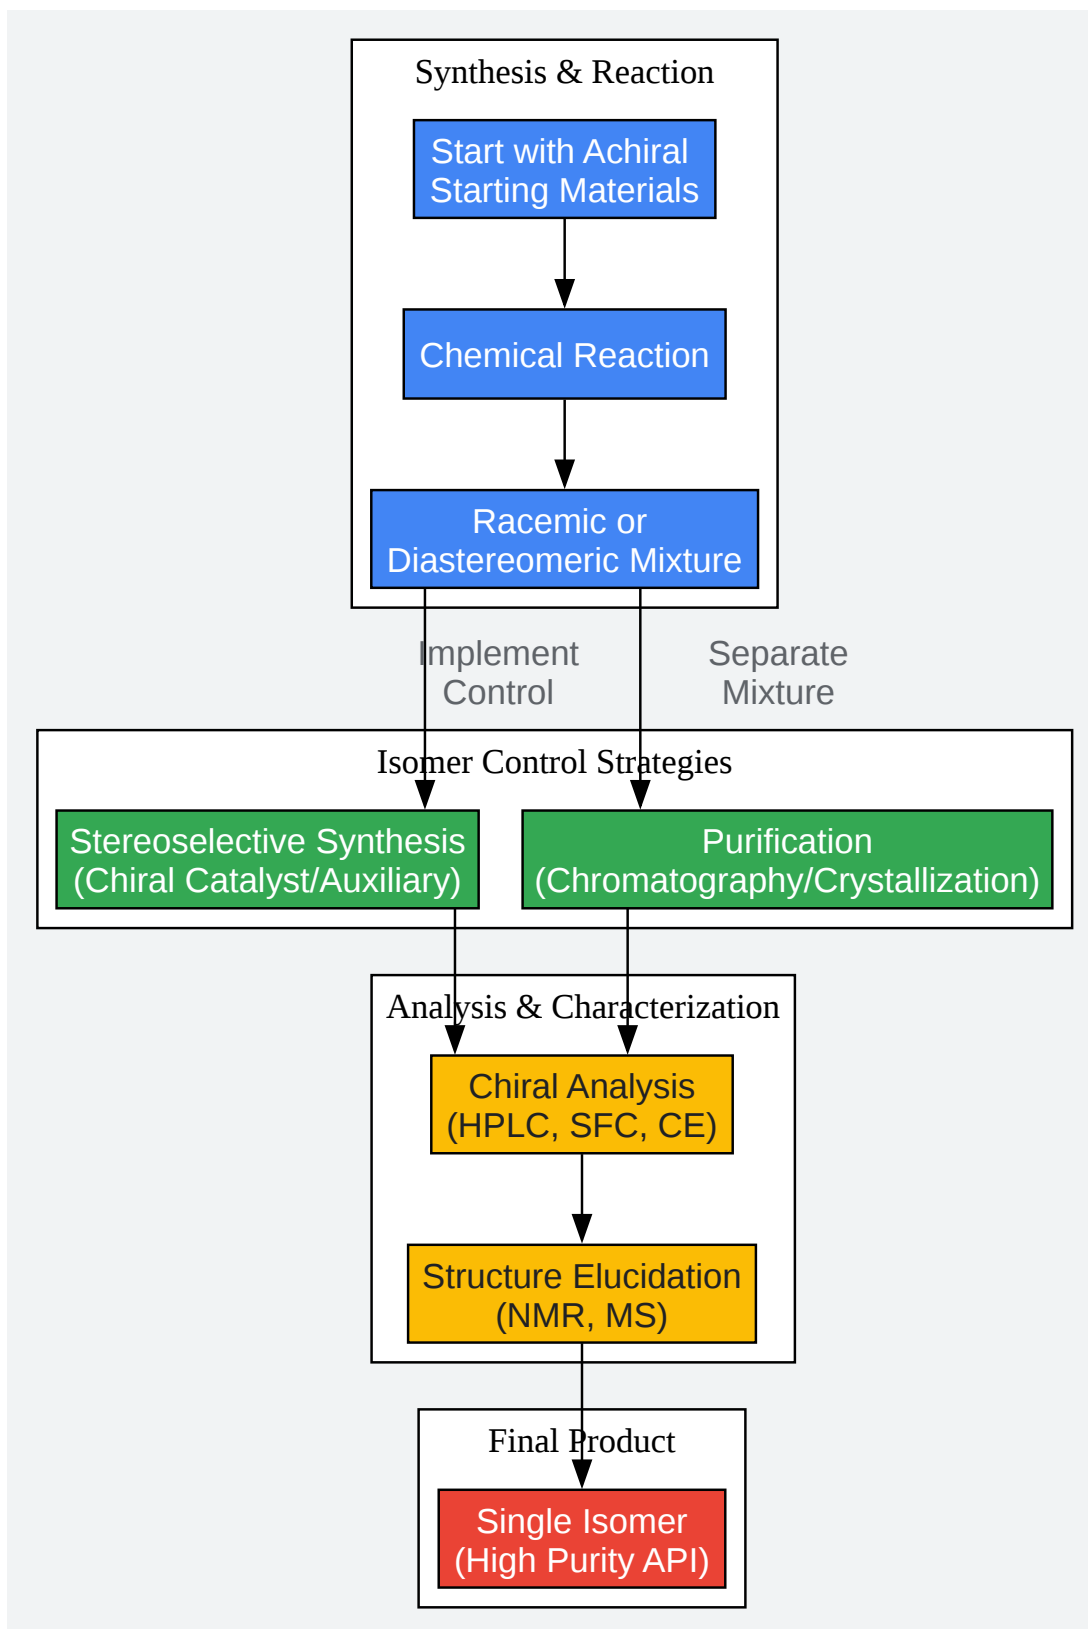 Synthesis & Reaction
Start with Achiral
Starting Materials
Chemical Reaction
Racemic or
Diastereomeric Mixture
Implement
Control
Separate
Mixture
Isomer Control Strategies
Stereoselective Synthesis
(Chiral Catalyst/Auxiliary)
Purification
(Chromatography/Crystallization)
Analysis & Characterization
Chiral Analysis
(HPLC, SFC, CE)
Structure Elucidation
(NMR, MS)
Final Product
Single Isomer
(High Purity API)